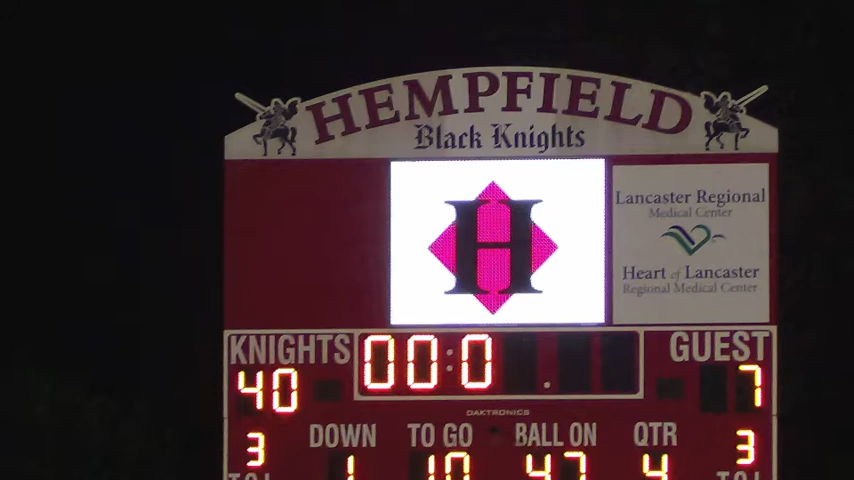 HEMPFIELD
Black Knights
H
Lancaster Regional
Medical Center
Heart of Lancaster
Regional Medical Center
KNIGHTS 00:0 . GUEST
40 7
DAKTRONICS
3 DOWN TO GO BALL ON QTR 3
T.O.L 1 10 47 4 T.O.L